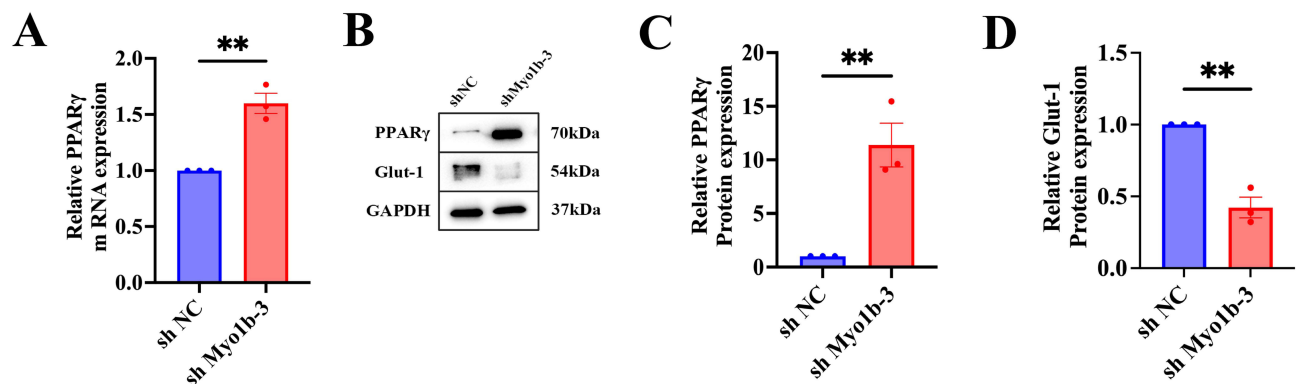 A
Relative PPARγ
m RNA expression
2.0
1.5
1.0
0.5
0.0
**
sh NC
sh Myo1b-3
B
shNC
shMyo1b-3
PPARγ
70kDa
Glut-1
54kDa
GAPDH
37kDa
C
Relative PPARγ
Protein expression
20
15
10
5
0
**
sh NC
sh Myo1b-3
D
Relative Glut-1
Protein expression
1.5
1.0
0.5
0.0
**
sh NC
sh Myo1b-3